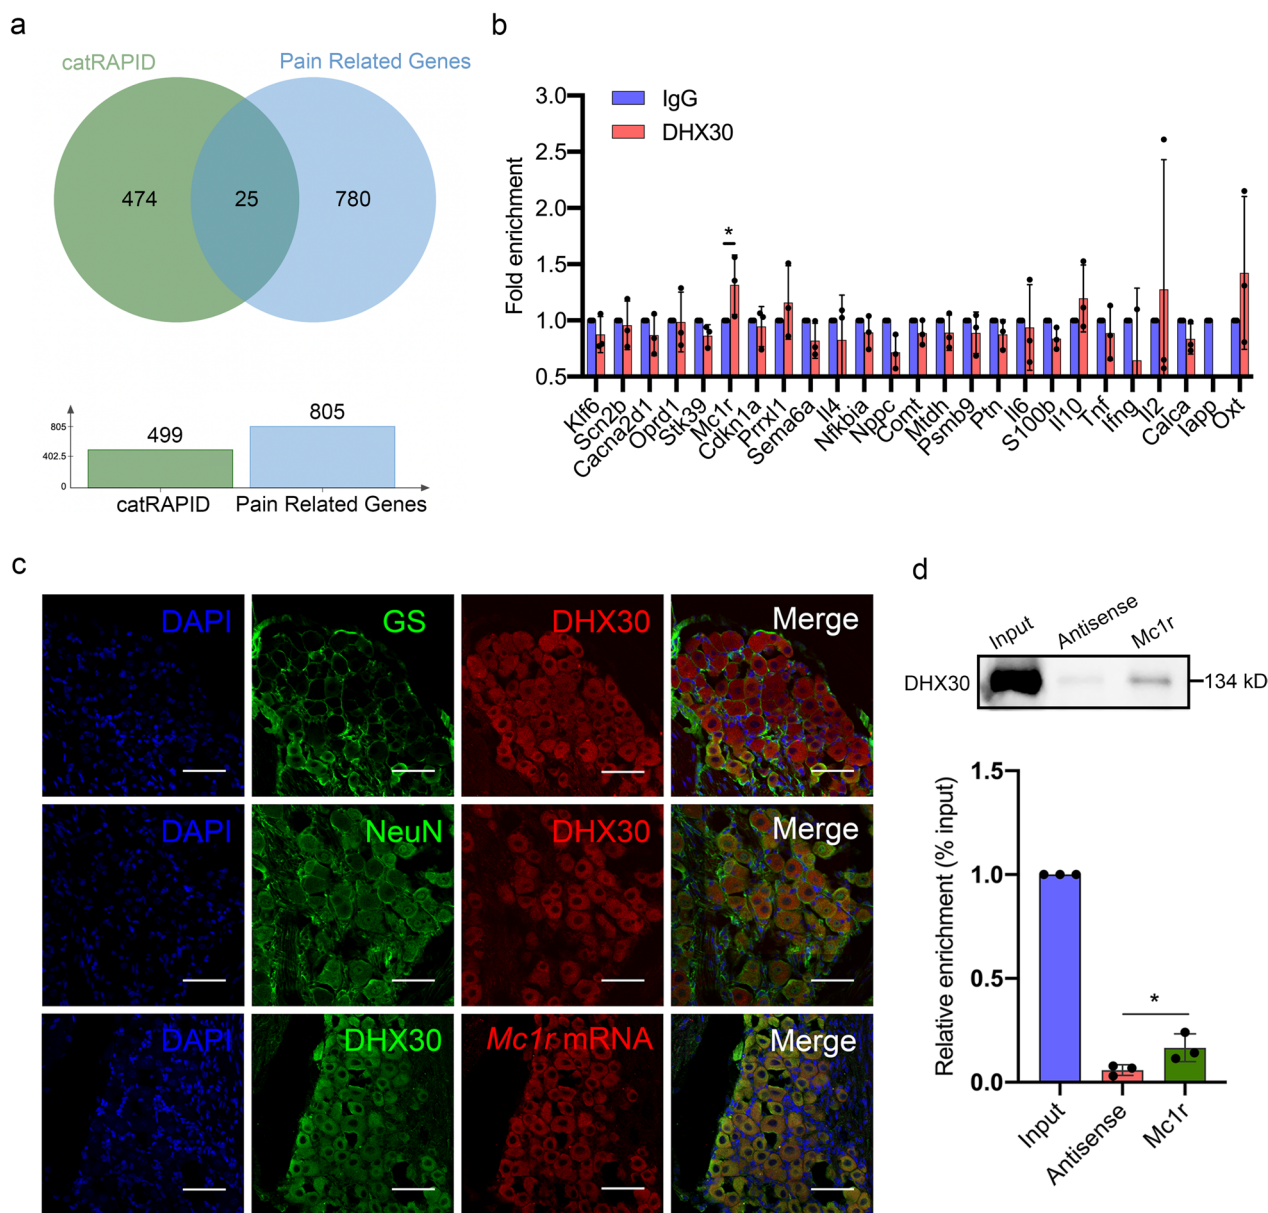 a
catRAPID
Pain Related Genes
474
25
780
805
402.5
0
499
805
catRAPID
Pain Related Genes
b
Fold enrichment
3.0
2.5
2.0
1.5
1.0
0.5
IgG
DHX30
*
Klf6
Scn2b
Cacna2d1
Oprd1
Stk39
Mc1r
Cdkn1a
Prrxl1
Sema6a
Il4
Nfkbia
Nppc
Comt
Mtdh
Psmb9
Ptn
Il6
S100b
Il10
Tnf
Ifng
Il2
Calca
Iapp
Oxt
c
DAPI
GS
DHX30
Merge
DAPI
NeuN
DHX30
Merge
DAPI
DHX30
Mc1r mRNA
Merge
d
Input
Antisense
Mc1r
DHX30
134 kD
Relative enrichment (% input)
1.5
1.0
0.5
0.0
*
Input
Antisense
Mc1r